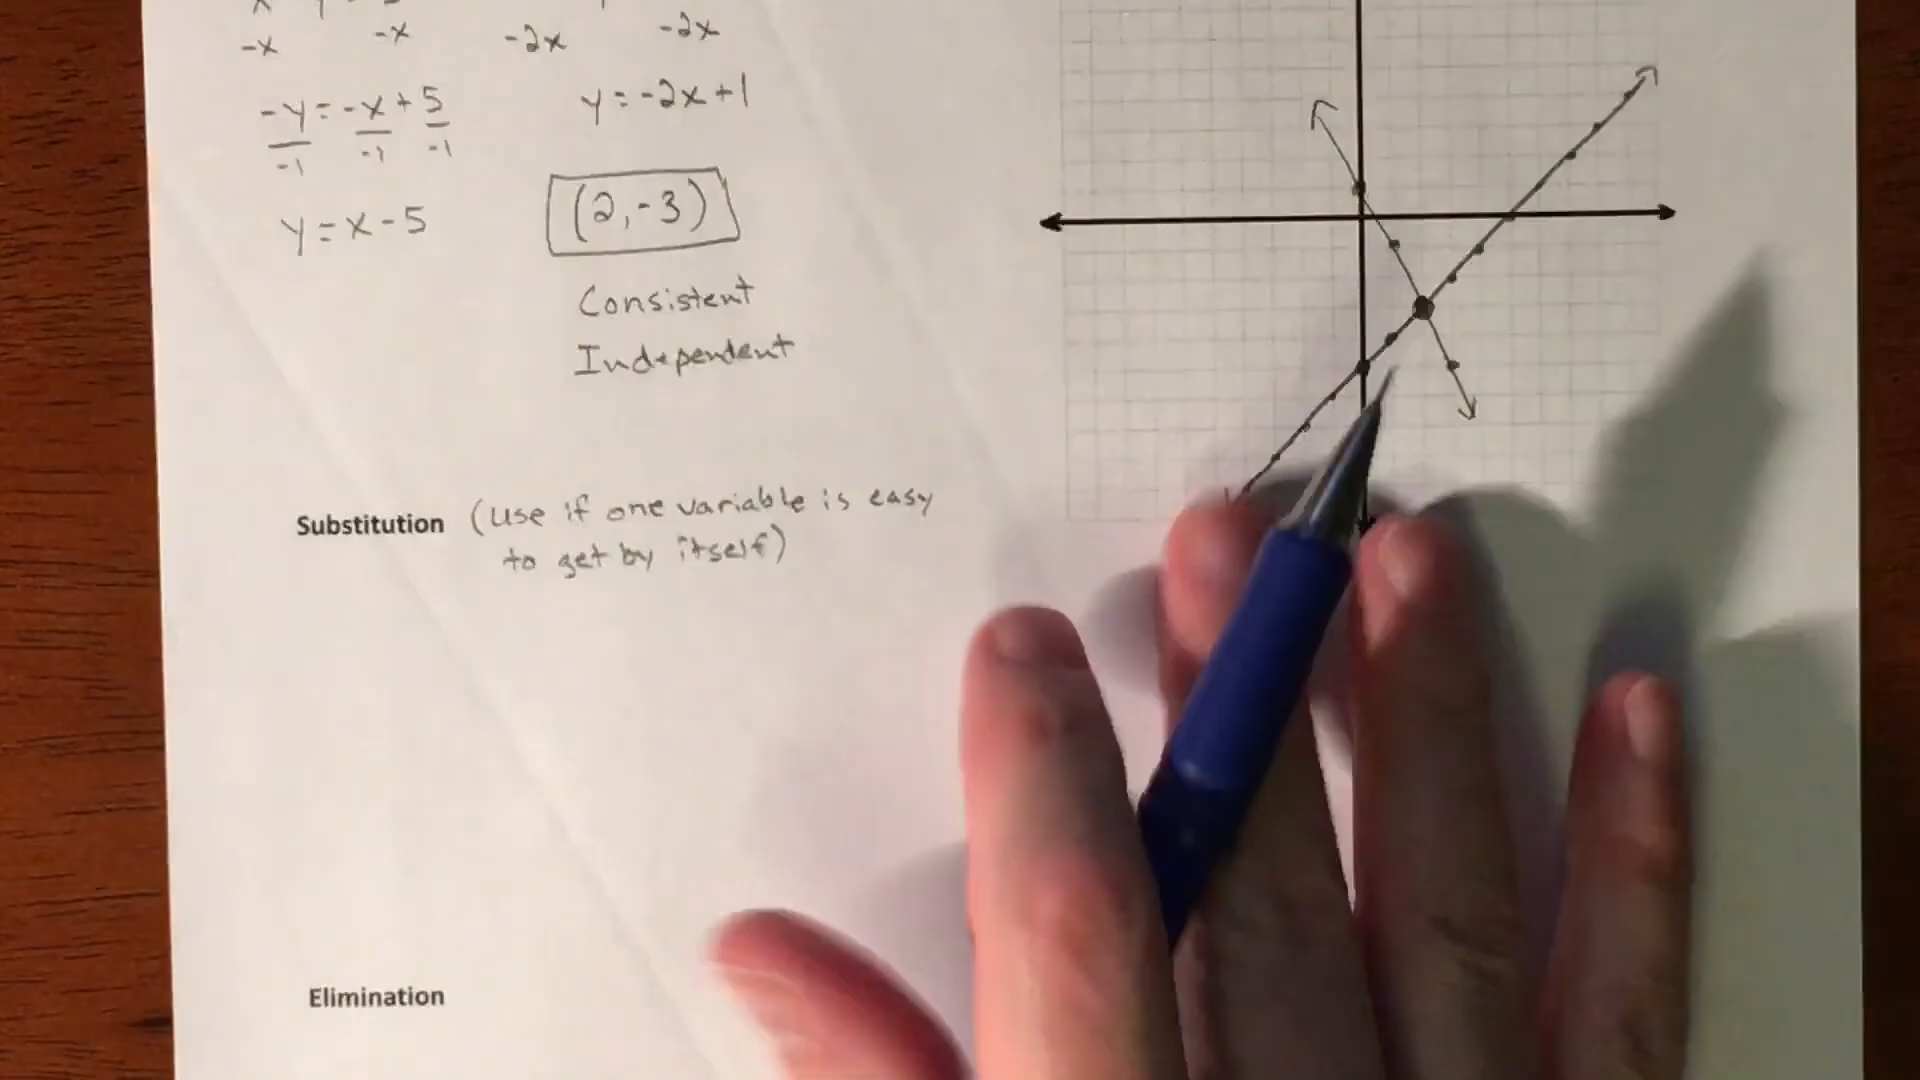 -x -x -2x -2x
-y = -x + 5 y = -2x + 1
-1 -1 -1
y = x - 5 (2, -3)
Consistent
Independent
Substitution (use if one variable is easy
to get by itself)
Elimination